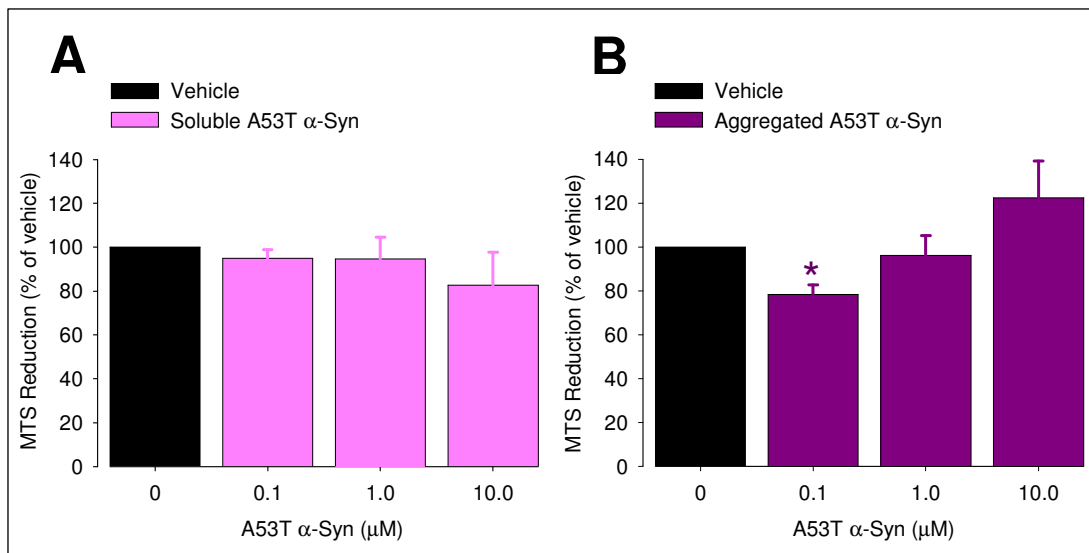 A
Vehicle
Soluble A53T α-Syn
MTS Reduction (% of vehicle)
140
120
100
80
60
40
20
0
0 0.1 1.0 10.0
A53T α-Syn (μM)
B
Vehicle
Aggregated A53T α-Syn
MTS Reduction (% of vehicle)
140
120
100
80
60
40
20
0
*
0 0.1 1.0 10.0
A53T α-Syn (μM)